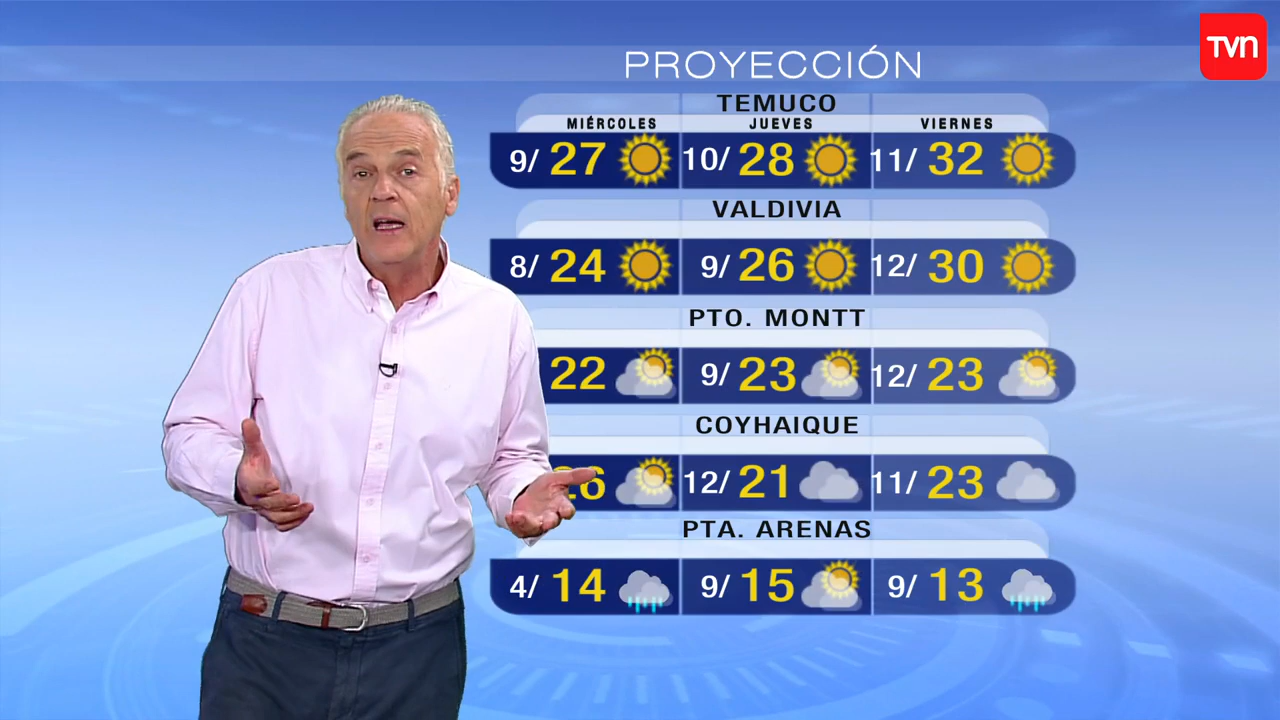 TVN
PROYECCIÓN
TEMUCO
MIÉRCOLES JUEVES VIERNES
9/ 27 10/ 28 11/ 32
VALDIVIA
8/ 24 9/ 26 12/ 30
PTO. MONTT
22 9/ 23 12/ 23
COYHAIQUE
12/ 21 11/ 23
PTA. ARENAS
4/ 14 9/ 15 9/ 13